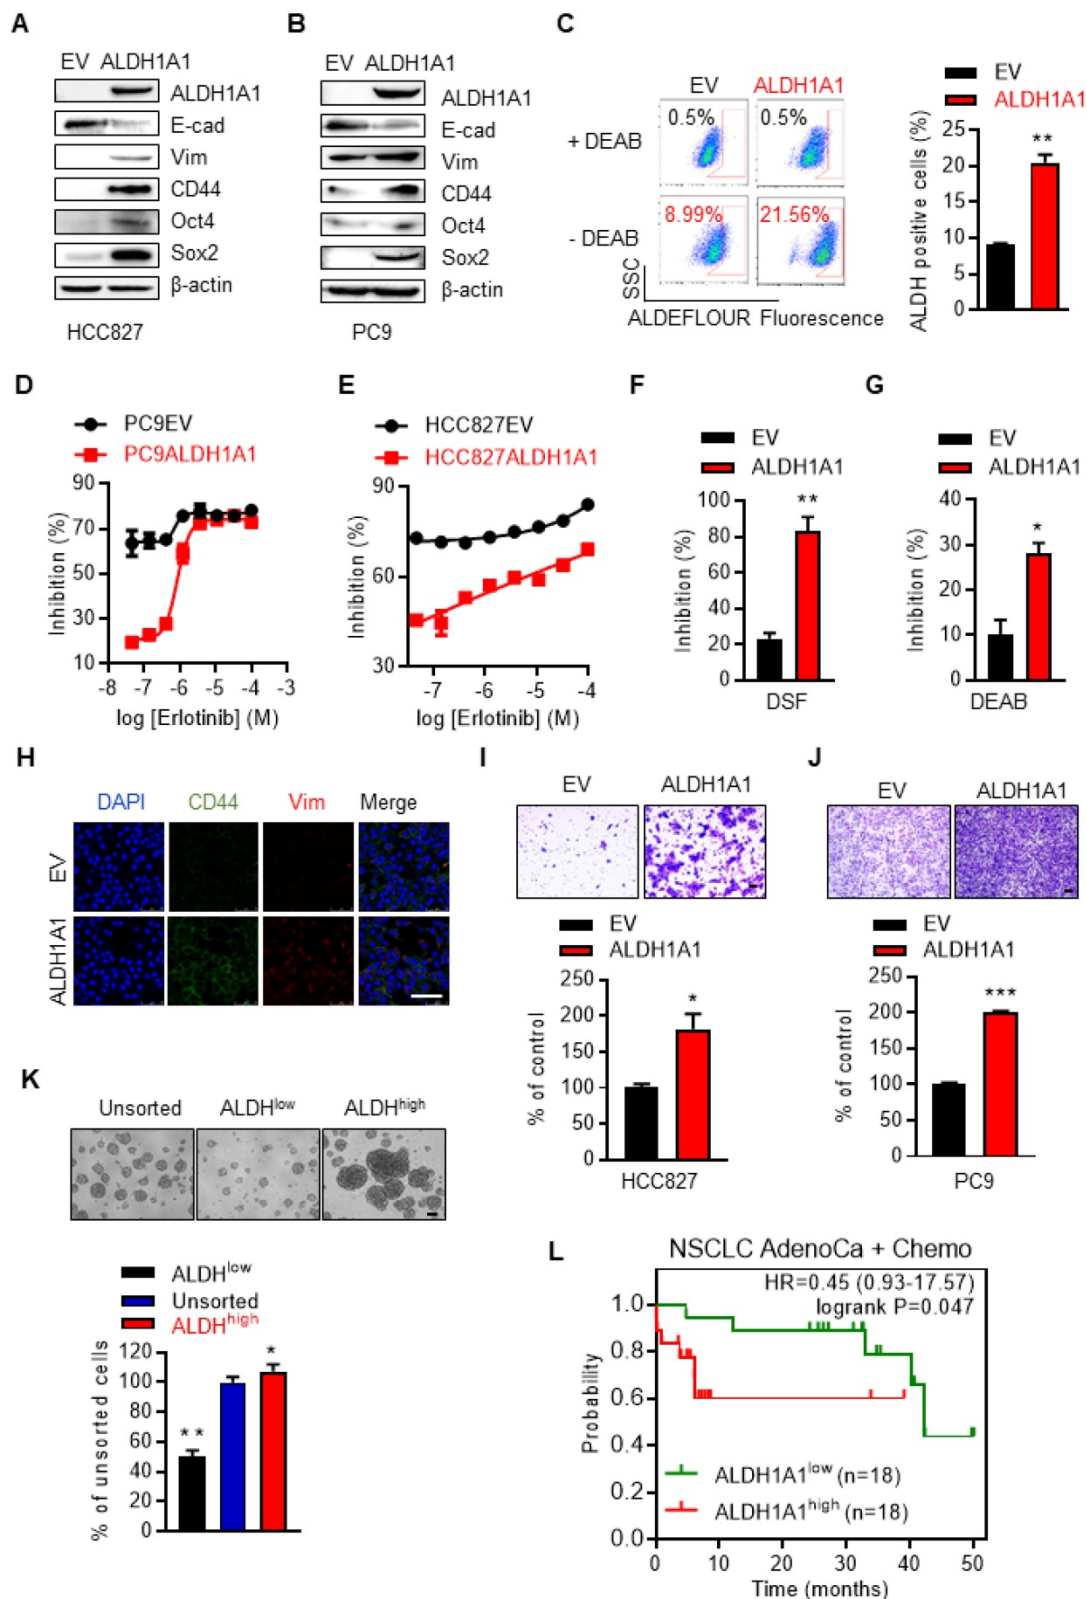 A
EV ALDH1A1
ALDH1A1
E-cad
Vim
CD44
Oct4
Sox2
β-actin
HCC827
B
EV ALDH1A1
ALDH1A1
E-cad
Vim
CD44
Oct4
Sox2
β-actin
PC9
C
EV ALDH1A1
+ DEAB
0.5% 0.5%
- DEAB
8.99% 21.56%
SSC
ALDEFLOUR Fluorescence
EV
ALDH1A1
ALDH positive cells (%)
25
20
15
10
5
0
**
D
PC9EV
PC9ALDH1A1
Inhibition (%)
90
70
50
30
10
-8 -7 -6 -5 -4 -3
log [Erlotinib] (M)
E
HCC827EV
HCC827ALDH1A1
Inhibition (%)
90
60
30
-7 -6 -5 -4
log [Erlotinib] (M)
F
EV
ALDH1A1
Inhibition (%)
100
80
60
40
20
0
**
DSF
G
EV
ALDH1A1
Inhibition (%)
40
30
20
10
0
*
DEAB
H
DAPI CD44 Vim Merge
EV
ALDH1A1
I
EV ALDH1A1
EV
ALDH1A1
% of control
250
200
150
100
50
0
*
HCC827
J
EV ALDH1A1
EV
ALDH1A1
% of control
250
200
150
100
50
0
***
PC9
K
Unsorted ALDHlow ALDHhigh
ALDHlow
Unsorted
ALDHhigh
% of unsorted cells
120
100
80
60
40
20
0
**
*
L
NSCLC AdenoCa + Chemo
HR=0.45 (0.93-17.57)
logrank P=0.047
Probability
1.0
0.8
0.6
0.4
0.2
0.0
ALDH1A1low (n=18)
ALDH1A1high (n=18)
0 10 20 30 40 50
Time (months)